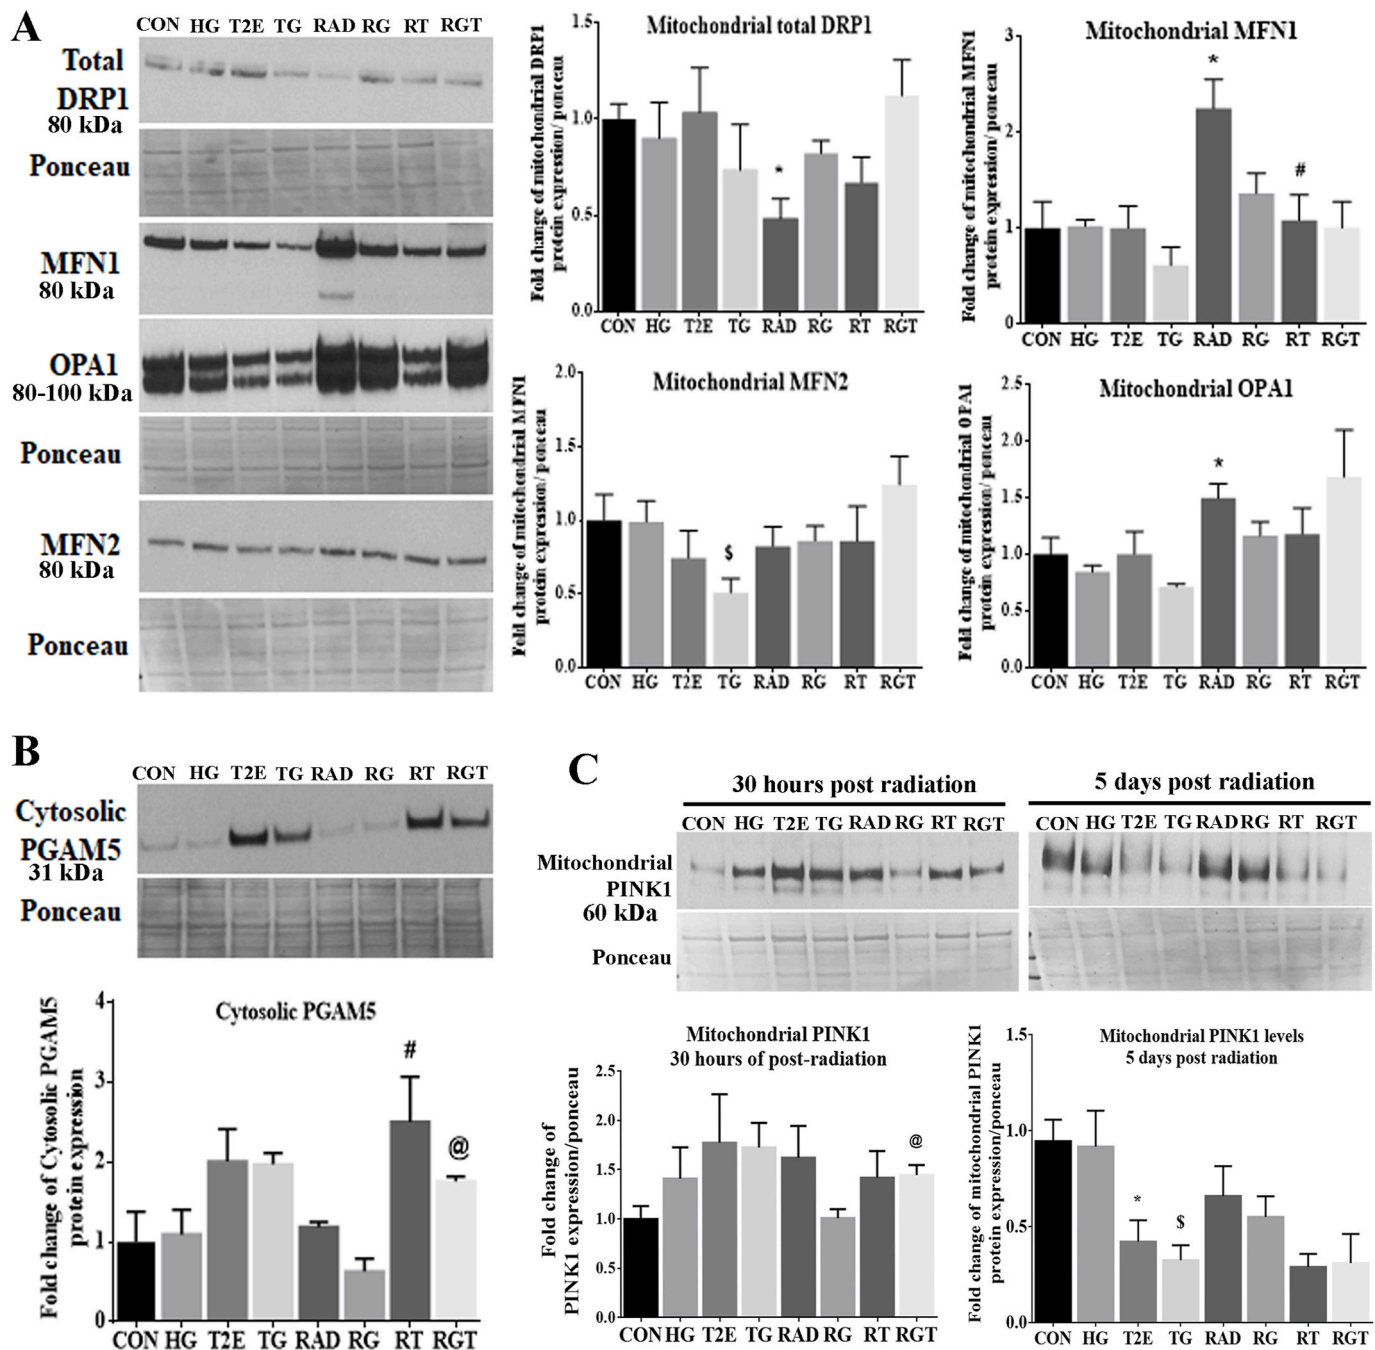 A
CON HG T2E TG RAD RG RT RGT
Total
DRP1
80 kDa
Ponceau
MFN1
80 kDa
OPA1
80-100 kDa
Ponceau
MFN2
80 kDa
Ponceau
Mitochondrial total DRP1
Fold change of mitochondrial DRP1
protein expression/ ponceau
1.5
1.0
0.5
0.0
*
CON HG T2E TG RAD RG RT RGT
Mitochondrial MFN1
Fold change of mitochondrial MFN1
protein expression/ ponceau
3
2
1
0
*
#
CON HG T2E TG RAD RG RT RGT
Mitochondrial MFN2
Fold change of mitochondrial MFN1
protein expression/ ponceau
2.0
1.5
1.0
0.5
0.0
$
CON HG T2E TG RAD RG RT RGT
Mitochondrial OPA1
Fold change of mitochondrial OPA1
protein expression/ ponceau
2.5
2.0
1.5
1.0
0.5
0.0
*
CON HG T2E TG RAD RG RT RGT
B
CON HG T2E TG RAD RG RT RGT
Cytosolic
PGAM5
31 kDa
Ponceau
Cytosolic PGAM5
Fold change of Cytosolic PGAM5
protein expression
4
3
2
1
0
#
@
CON HG T2E TG RAD RG RT RGT
C
30 hours post radiation
5 days post radiation
CON HG T2E TG RAD RG RT RGT
CON HG T2E TG RAD RG RT RGT
Mitochondrial
PINK1
60 kDa
Ponceau
Mitochondrial PINK1
30 hours of post-radiation
Fold change of
PINK1 expression/ponceau
2.5
2.0
1.5
1.0
0.5
0.0
@
CON HG T2E TG RAD RG RT RGT
Mitochondrial PINK1 levels
5 days post radiation
Fold change of mitochondrial PINK1
protein expression/ponceau
1.5
1.0
0.5
0.0
*
$
CON HG T2E TG RAD RG RT RGT